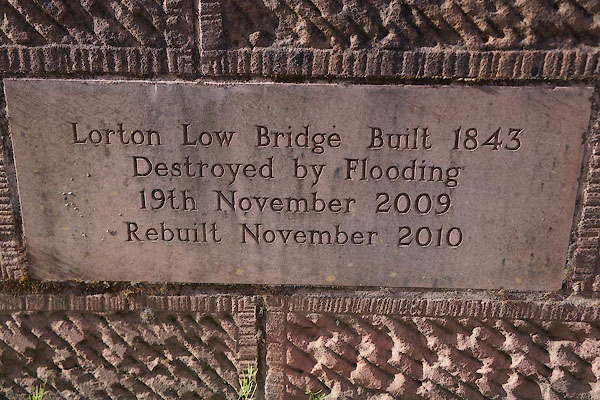 Lorton Low Bridge Built 1843
Destroyed by Flooding
19th November 2009
Rebuilt November 2010